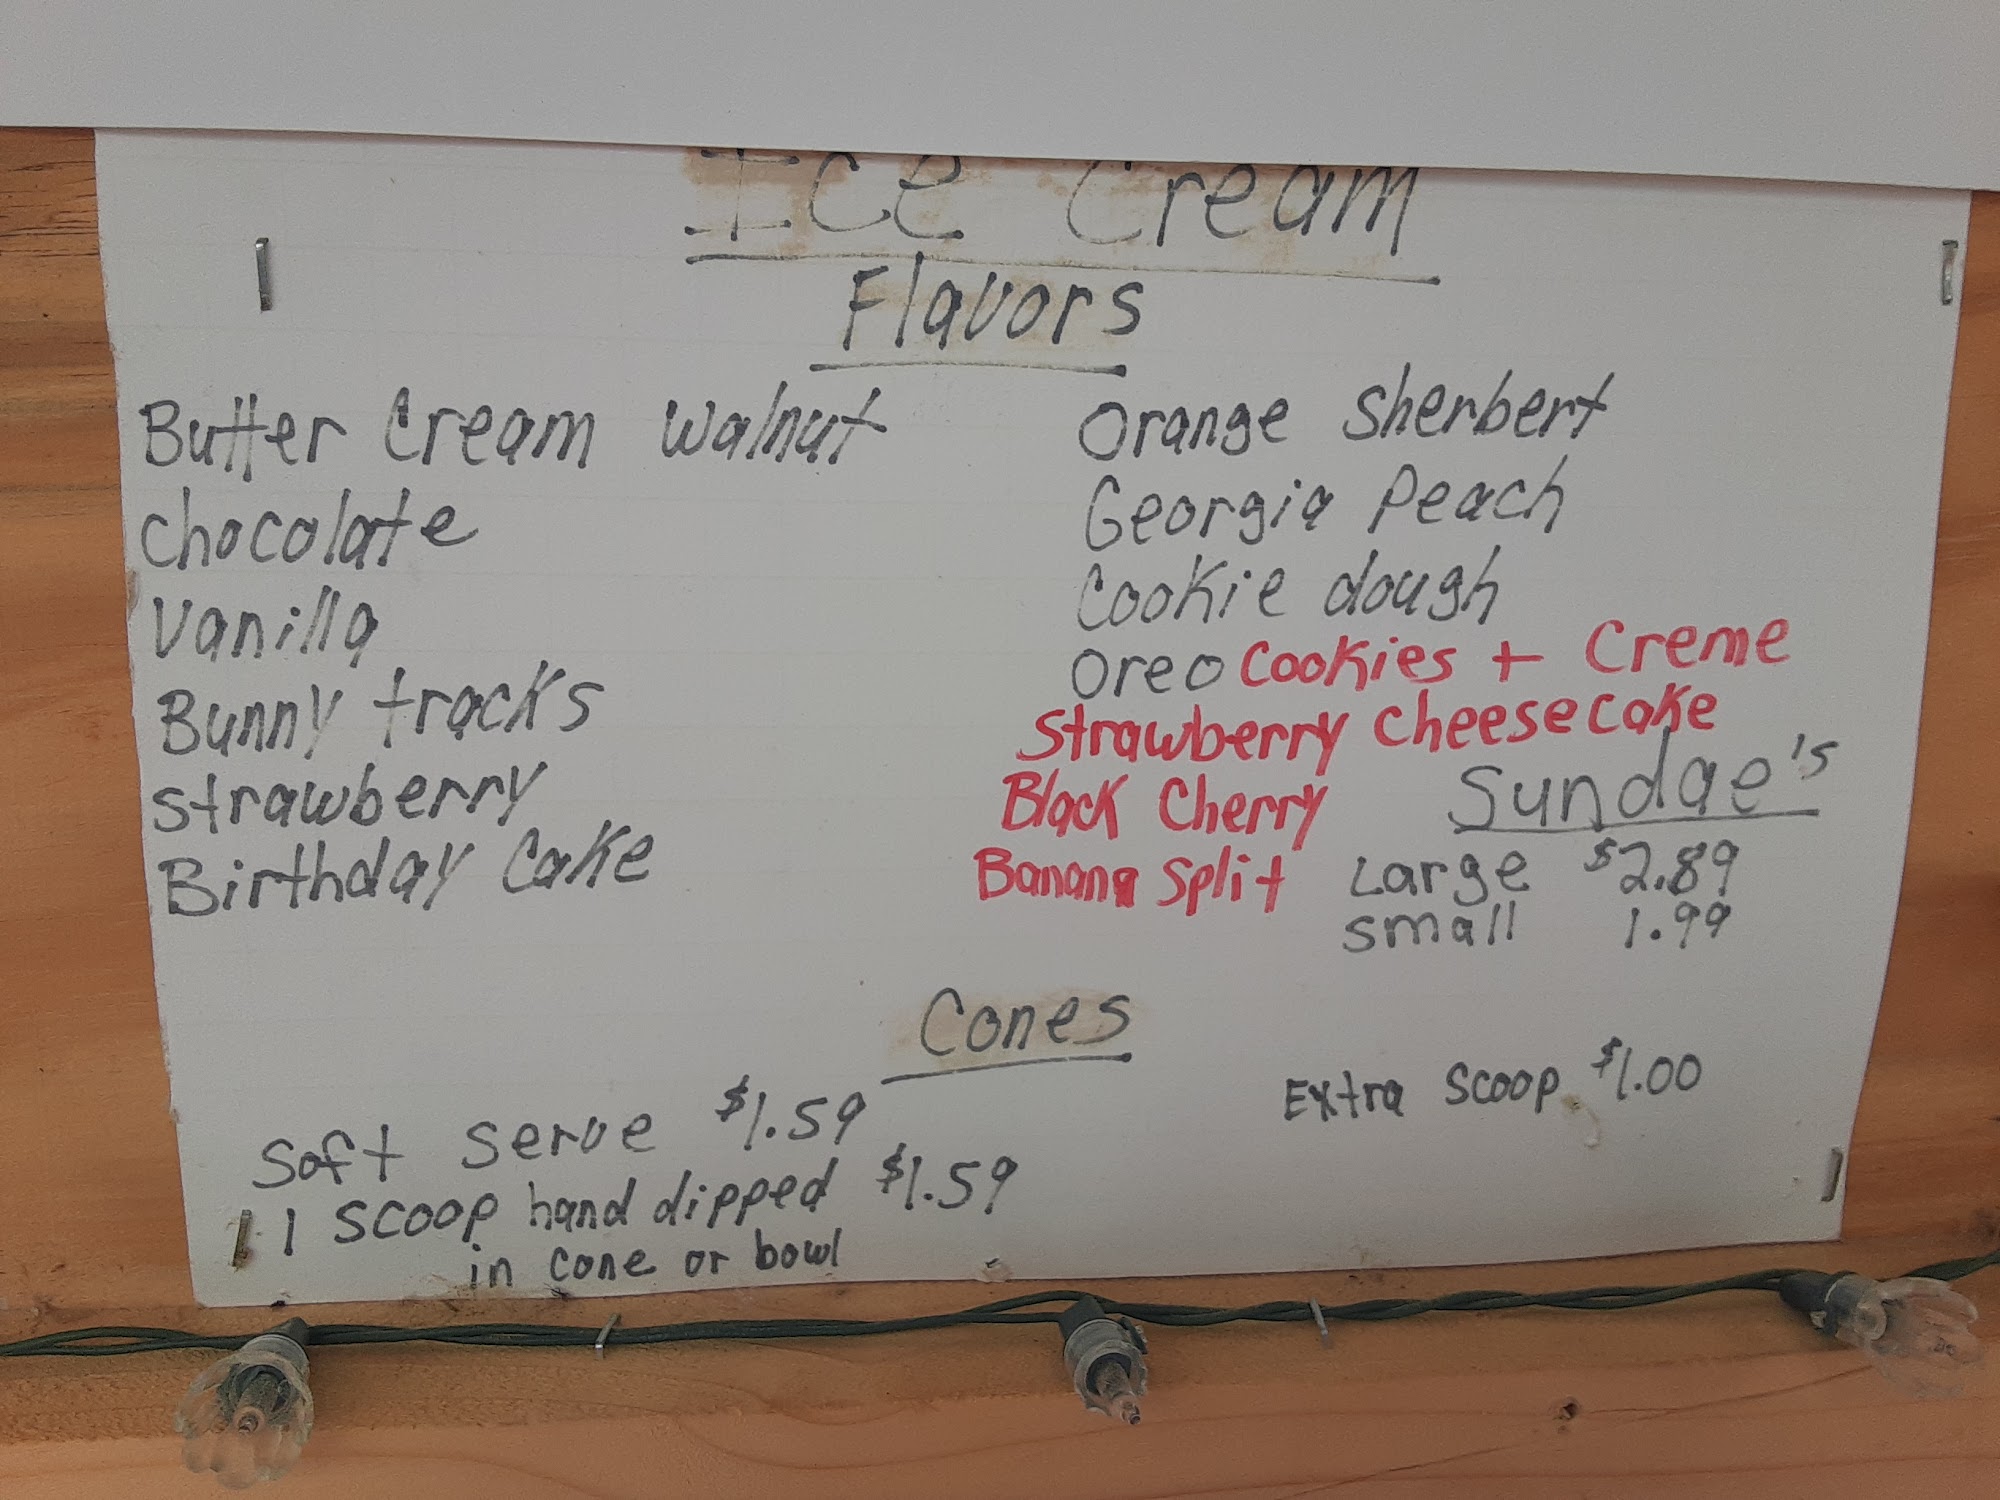 Ice Cream
Flavors
Butter Cream Walnut
Chocolate
Vanilla
Bunny tracks
Strawberry
Birthday Cake
Orange Sherbert
Georgia Peach
Cookie dough
Oreo Cookies + Creme
Strawberry Cheesecake
Black Cherry
Banana Split
Sundae's
Large $2.89
Small 1.99
Cones
Soft Serve $1.59
1 Scoop hand dipped $1.59
in cone or bowl
Extra Scoop $1.00